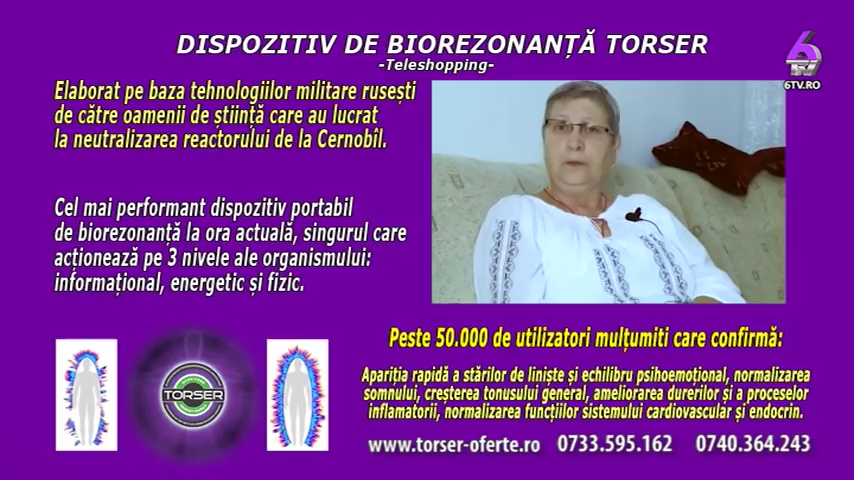 DISPOZITIV DE BIOREZONANȚĂ TORSER
-Teleshopping-
6TV.RO
Elaborat pe baza tehnologiilor militare rusești
de către oamenii de știință care au lucrat
la neutralizarea reactorului de la Cernobîl.
Cel mai performant dispozitiv portabil
de biorezonanță la ora actuală, singurul care
acționează pe 3 nivele ale organismului:
informațional, energetic și fizic.
TORSER
Peste 50.000 de utilizatori mulțumiti care confirmă:
Apariția rapidă a stărilor de liniște și echilibru psihoemoțional, normalizarea
somnului, creșterea tonusului general, ameliorarea durerilor și a proceselor
inflamatorii, normalizarea funcțiilor sistemului cardiovascular și endocrin.
www.torser-oferte.ro 0733.595.162 0740.364.243